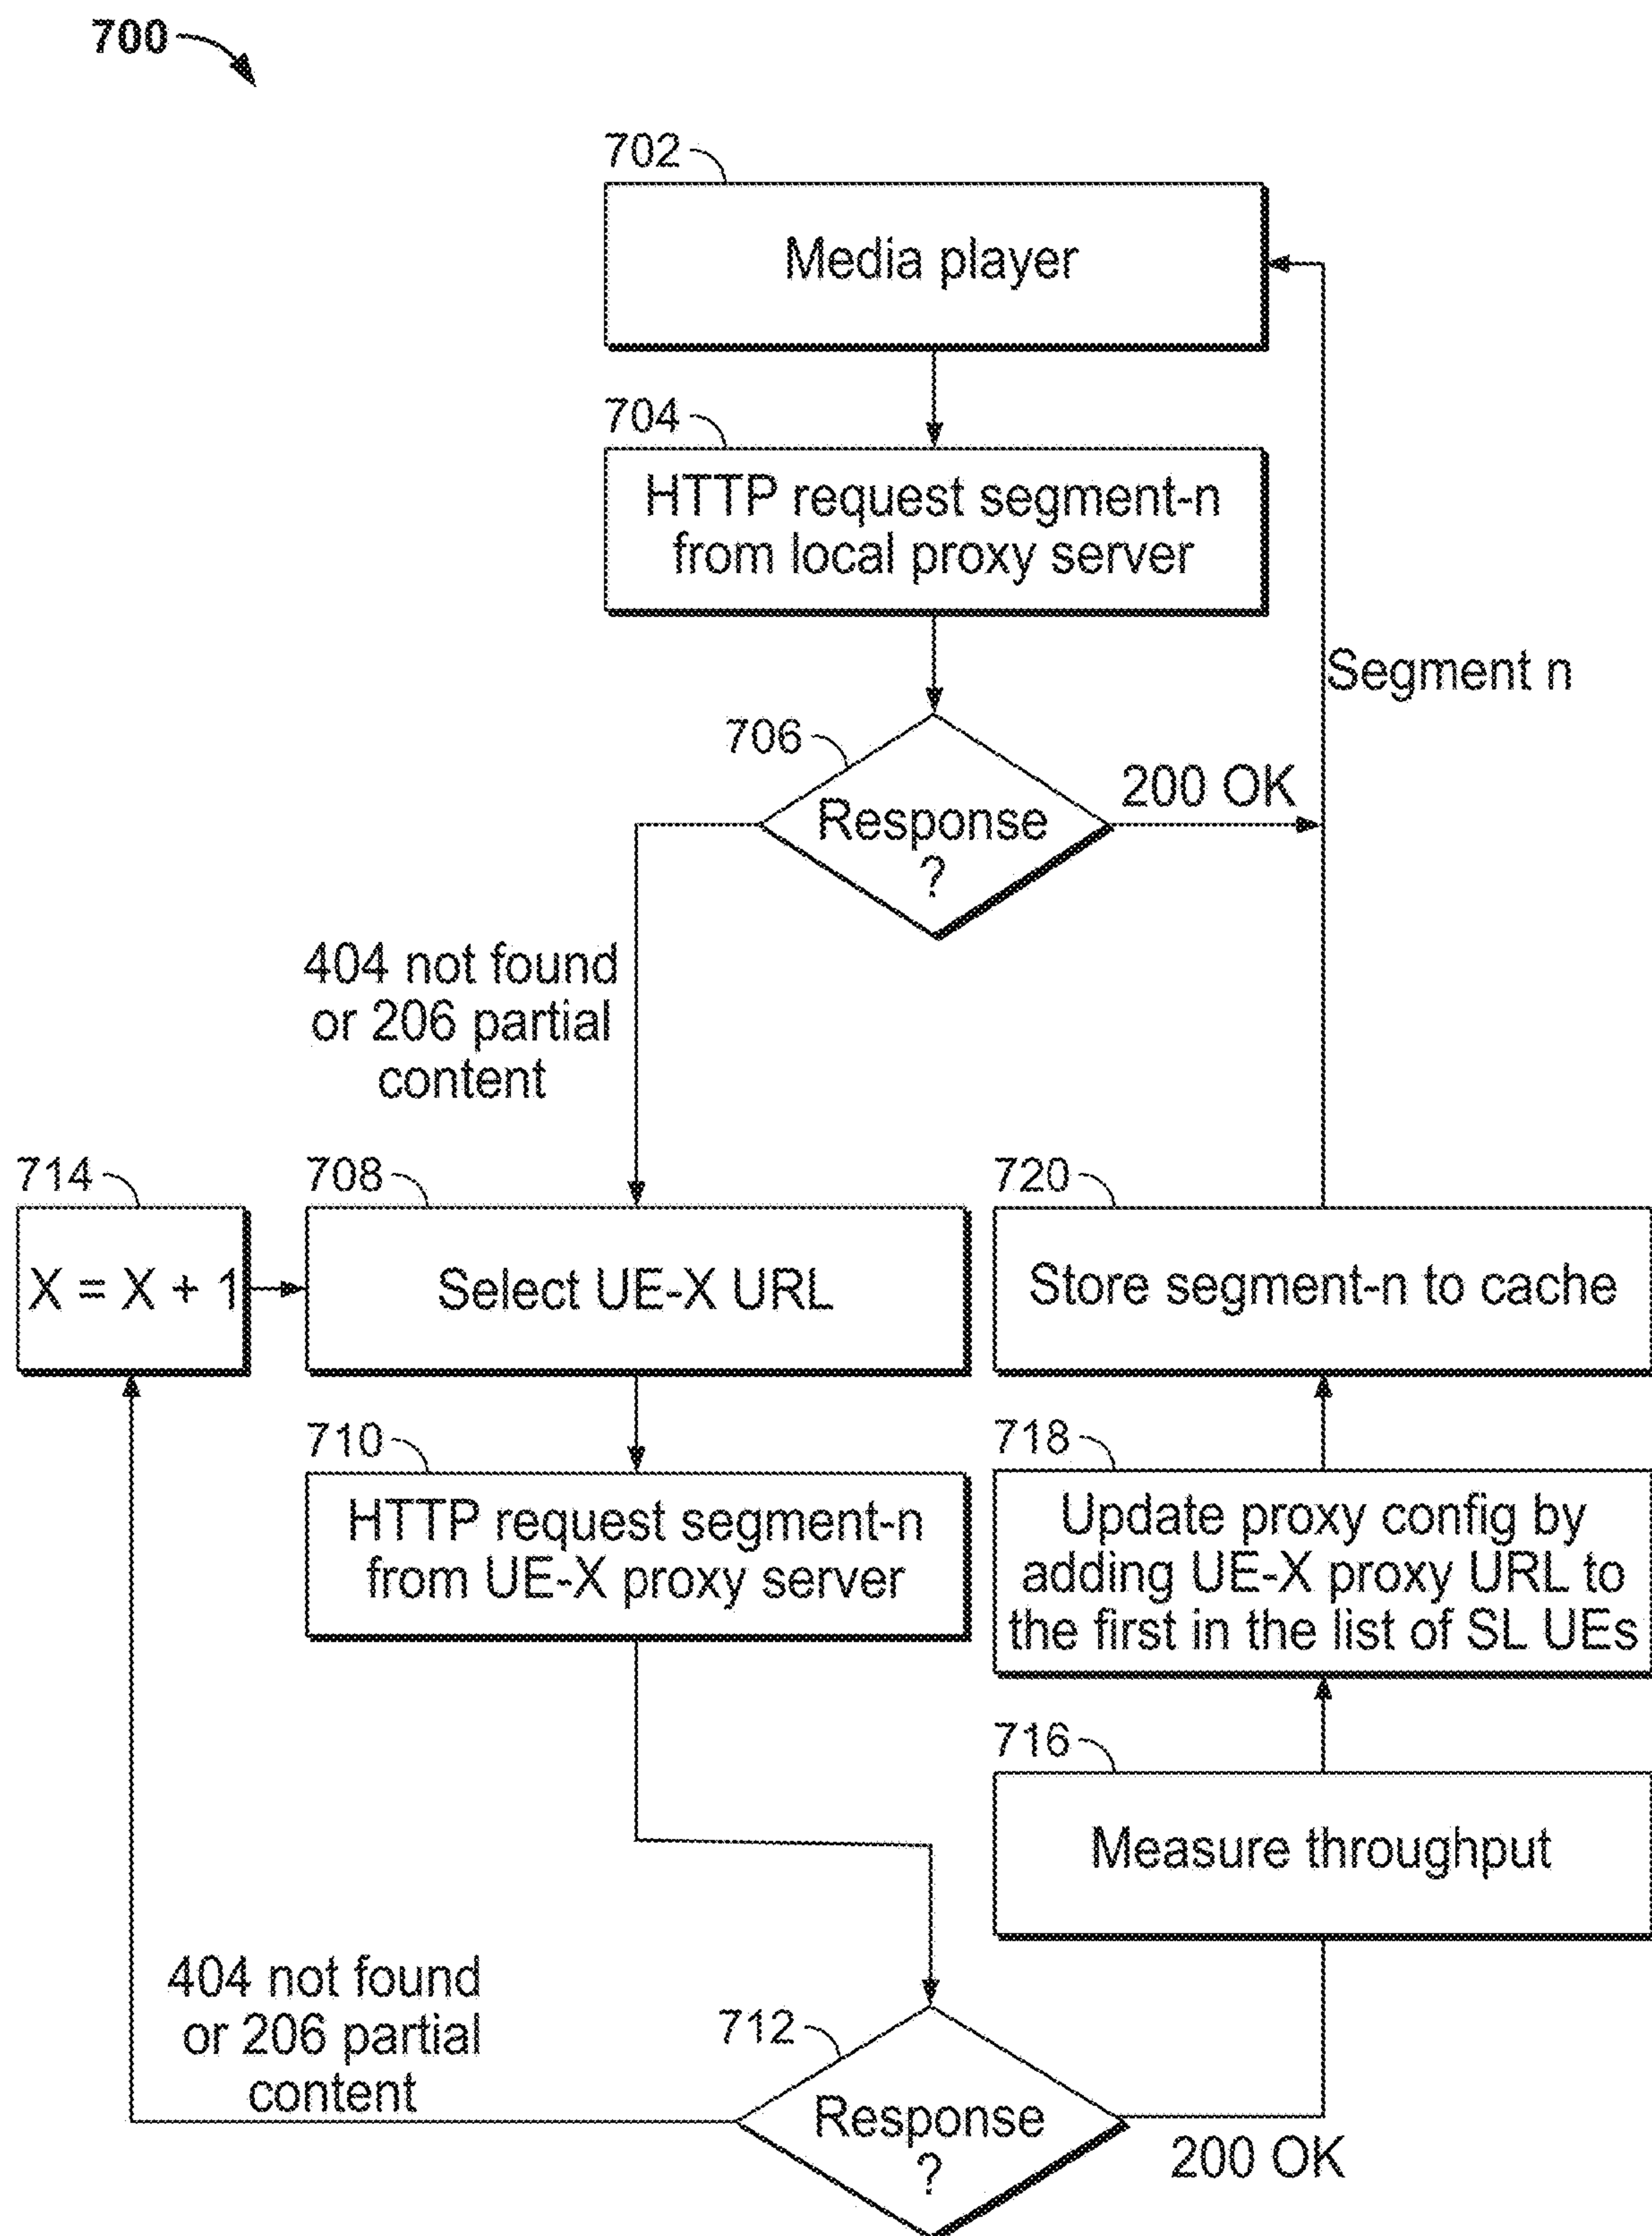 700
702
Media player
704
HTTP request segment-n
from local proxy server
Segment n
706
Response
?
200 OK
404 not found
or 206 partial
content
714
X = X + 1
708
Select UE-X URL
720
Store segment-n to cache
710
HTTP request segment-n
from UE-X proxy server
718
Update proxy config by
adding UE-X proxy URL to
the first in the list of SL UEs
716
Measure throughput
404 not found
or 206 partial
content
712
Response
?
200 OK